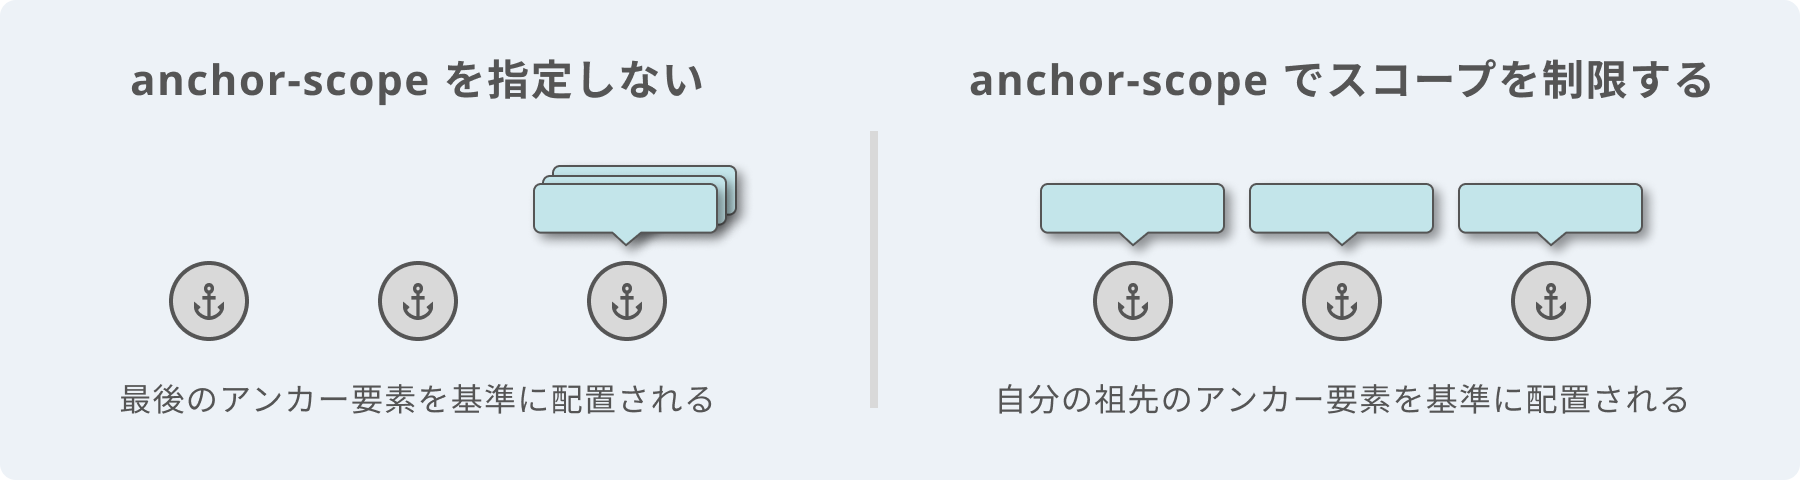 anchor-scope を指定しない
最後のアンカー要素を基準に配置される
anchor-scope でスコープを制限する
自分の祖先のアンカー要素を基準に配置される